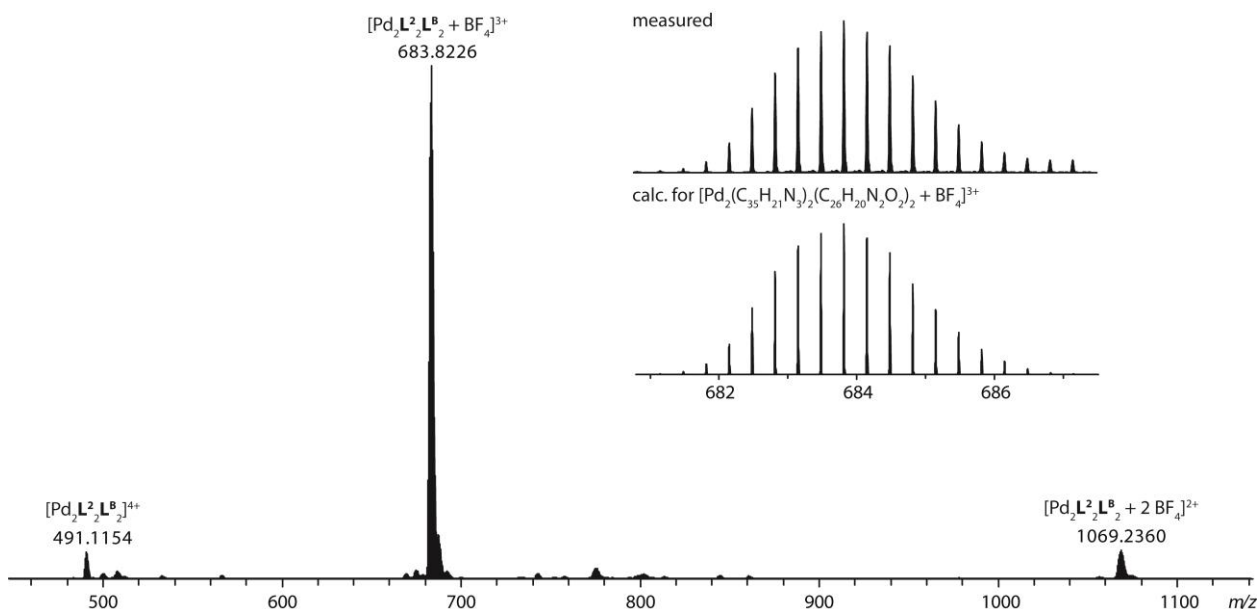 [Pd₂L²₂Lᴮ₂ + BF₄]³⁺
683.8226
measured
calc. for [Pd₂(C₃₅H₂₁N₃)₂(C₂₆H₂₀N₂O₂)₂ + BF₄]³⁺
682 684 686
[Pd₂L²₂Lᴮ₂]⁴⁺
491.1154
[Pd₂L²₂Lᴮ₂ + 2 BF₄]²⁺
1069.2360
500 600 700 800 900 1000 1100 m/z